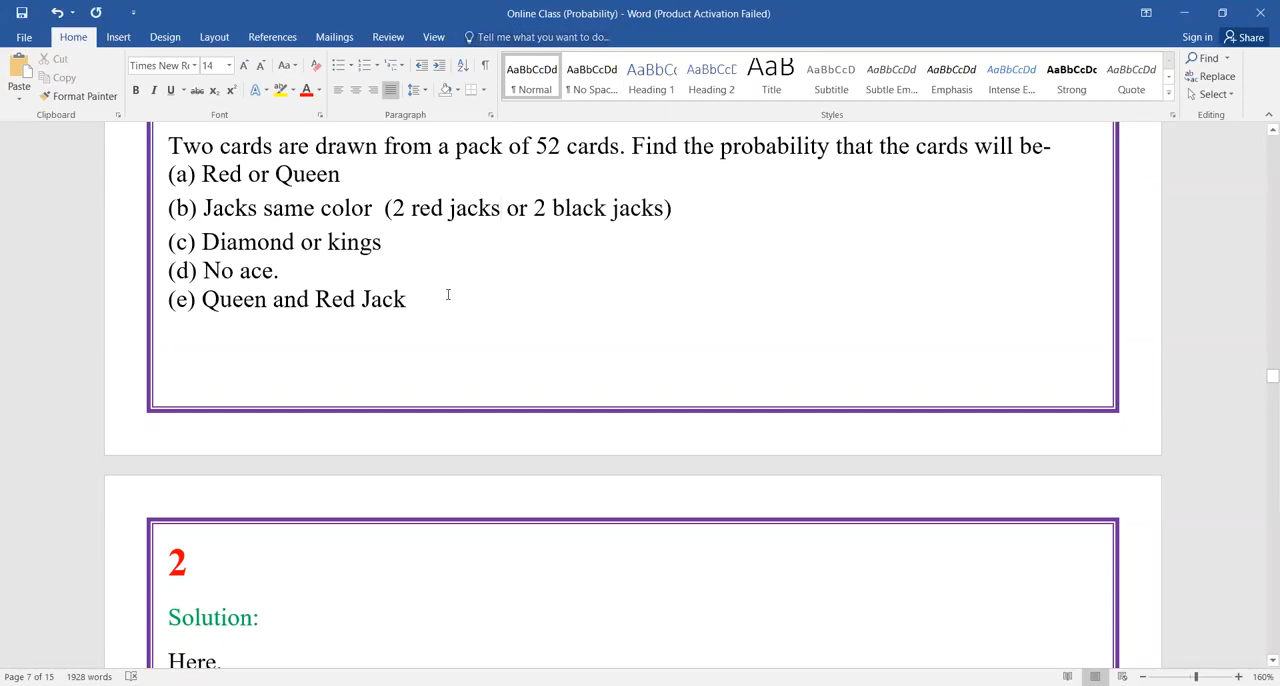 Online Class (Probability) - Word (Product Activation Failed)
File Home Insert Design Layout References Mailings Review View Tell me what you want to do... Sign in Share
Paste Cut Copy Format Painter
Times New Ro 14
AaBbCcDd AaBbCcDd AaBbCc AaBbCcD AaB AaBbCcD AaBbCcDd AaBbCcDd AaBbCcDd AaBbCcDc AaBbCcDd
¶ Normal ¶ No Spac... Heading 1 Heading 2 Title Subtitle Subtle Em... Emphasis Intense E... Strong Quote
Find
Replace
Select
Clipboard Font Paragraph Styles Editing
Two cards are drawn from a pack of 52 cards. Find the probability that the cards will be-
(a) Red or Queen
(b) Jacks same color (2 red jacks or 2 black jacks)
(c) Diamond or kings
(d) No ace.
(e) Queen and Red Jack
2
Solution:
Here,
Page 7 of 15 1928 words 160%